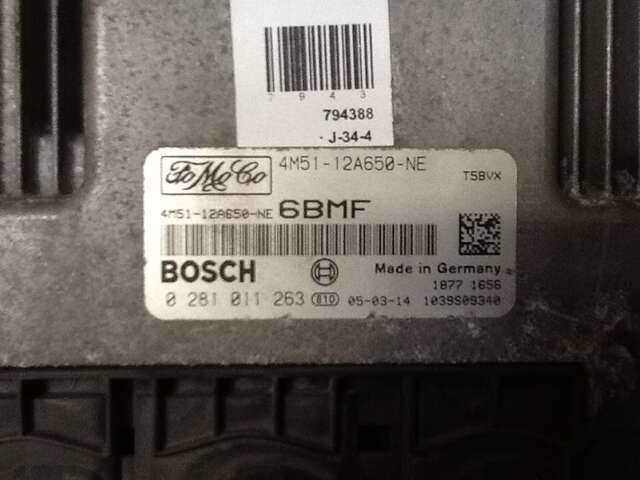 7943
794388
· J-34-4
FoMoCo
4M51-12A650-NE
T5BVX
4M51-12A650-NE 6BMF
BOSCH
Made in Germany
1877 1656
0 281 011 263 810 05-03-14 1039S09340